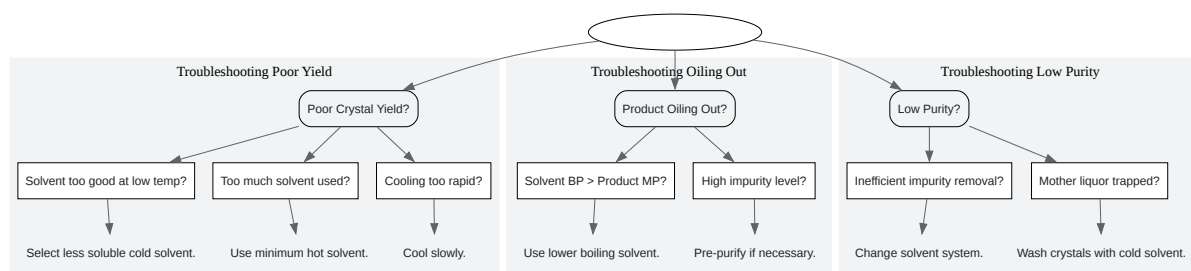 Troubleshooting Poor Yield
Troubleshooting Oiling Out
Troubleshooting Low Purity
Poor Crystal Yield?
Product Oiling Out?
Low Purity?
Solvent too good at low temp?
Too much solvent used?
Cooling too rapid?
Solvent BP > Product MP?
High impurity level?
Inefficient impurity removal?
Mother liquor trapped?
Select less soluble cold solvent.
Use minimum hot solvent.
Cool slowly.
Use lower boiling solvent.
Pre-purify if necessary.
Change solvent system.
Wash crystals with cold solvent.